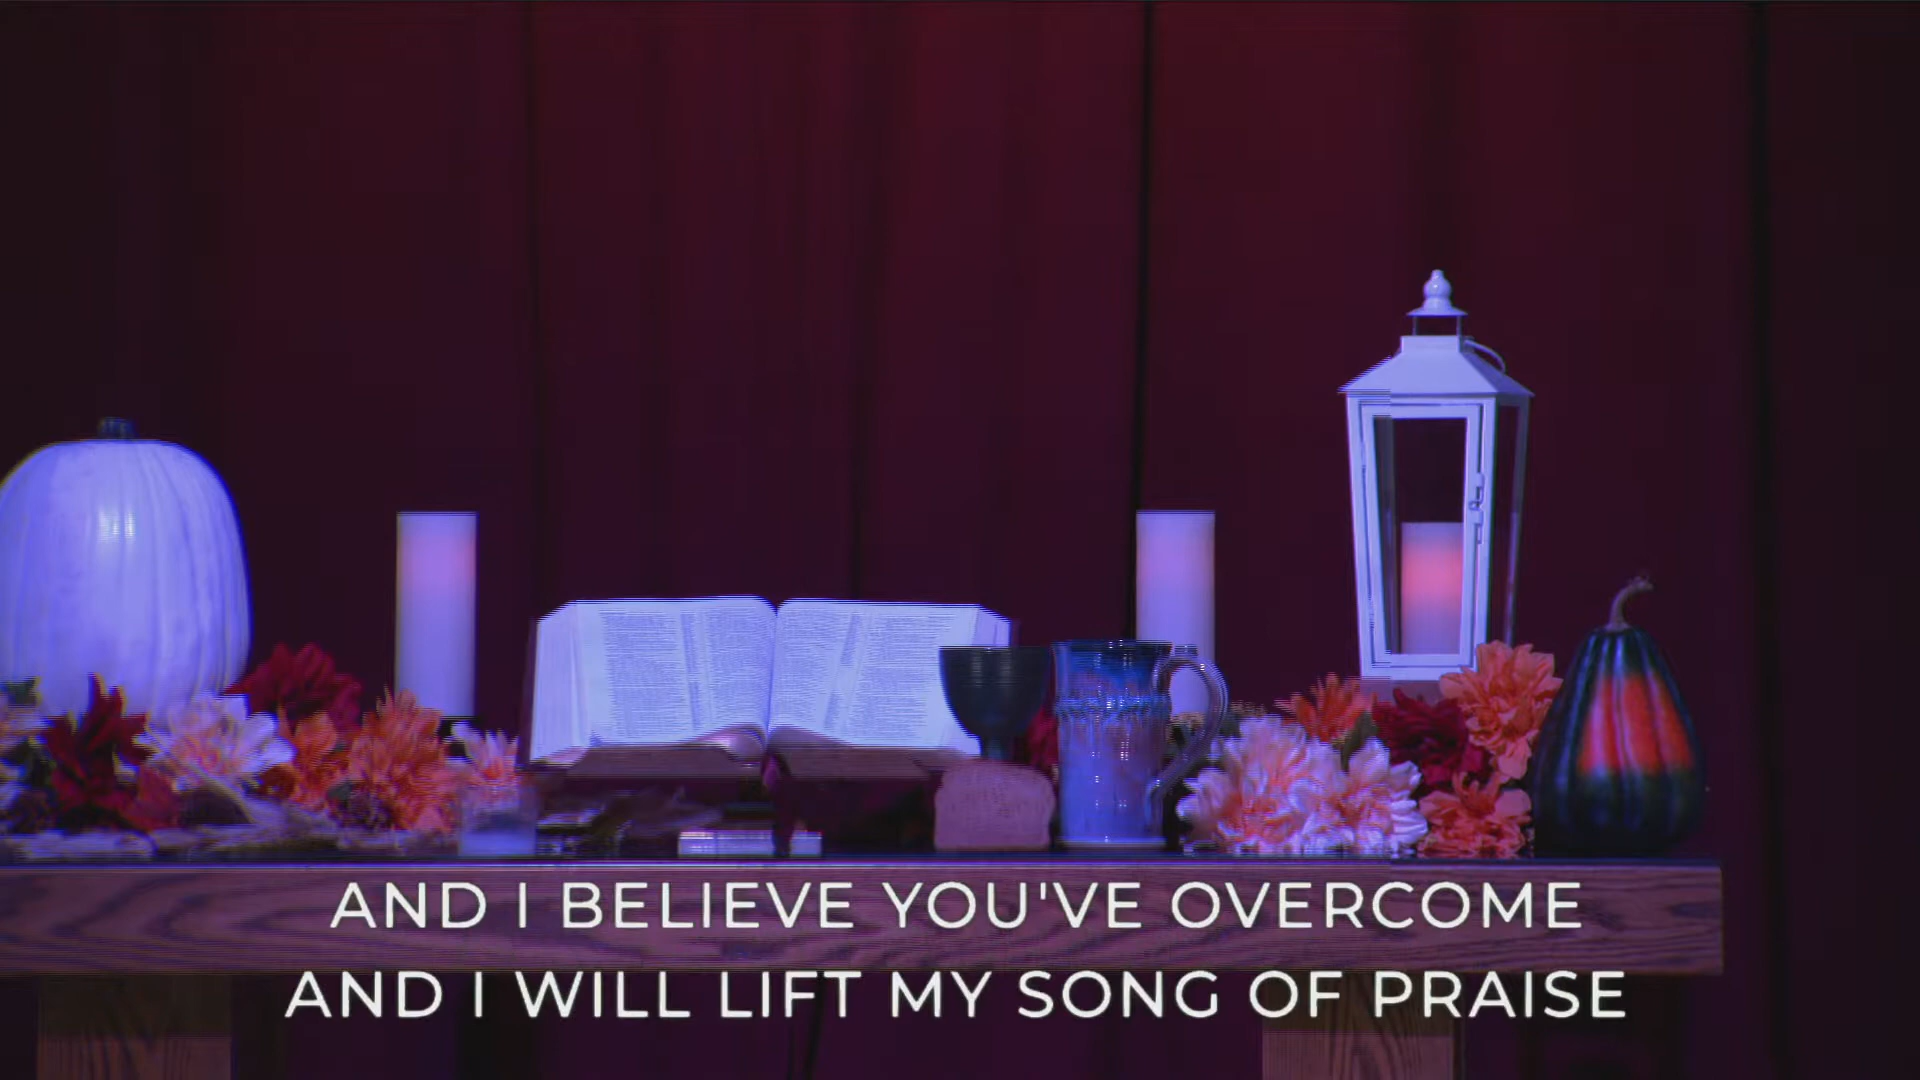 AND I BELIEVE YOU'VE OVERCOME
AND I WILL LIFT MY SONG OF PRAISE